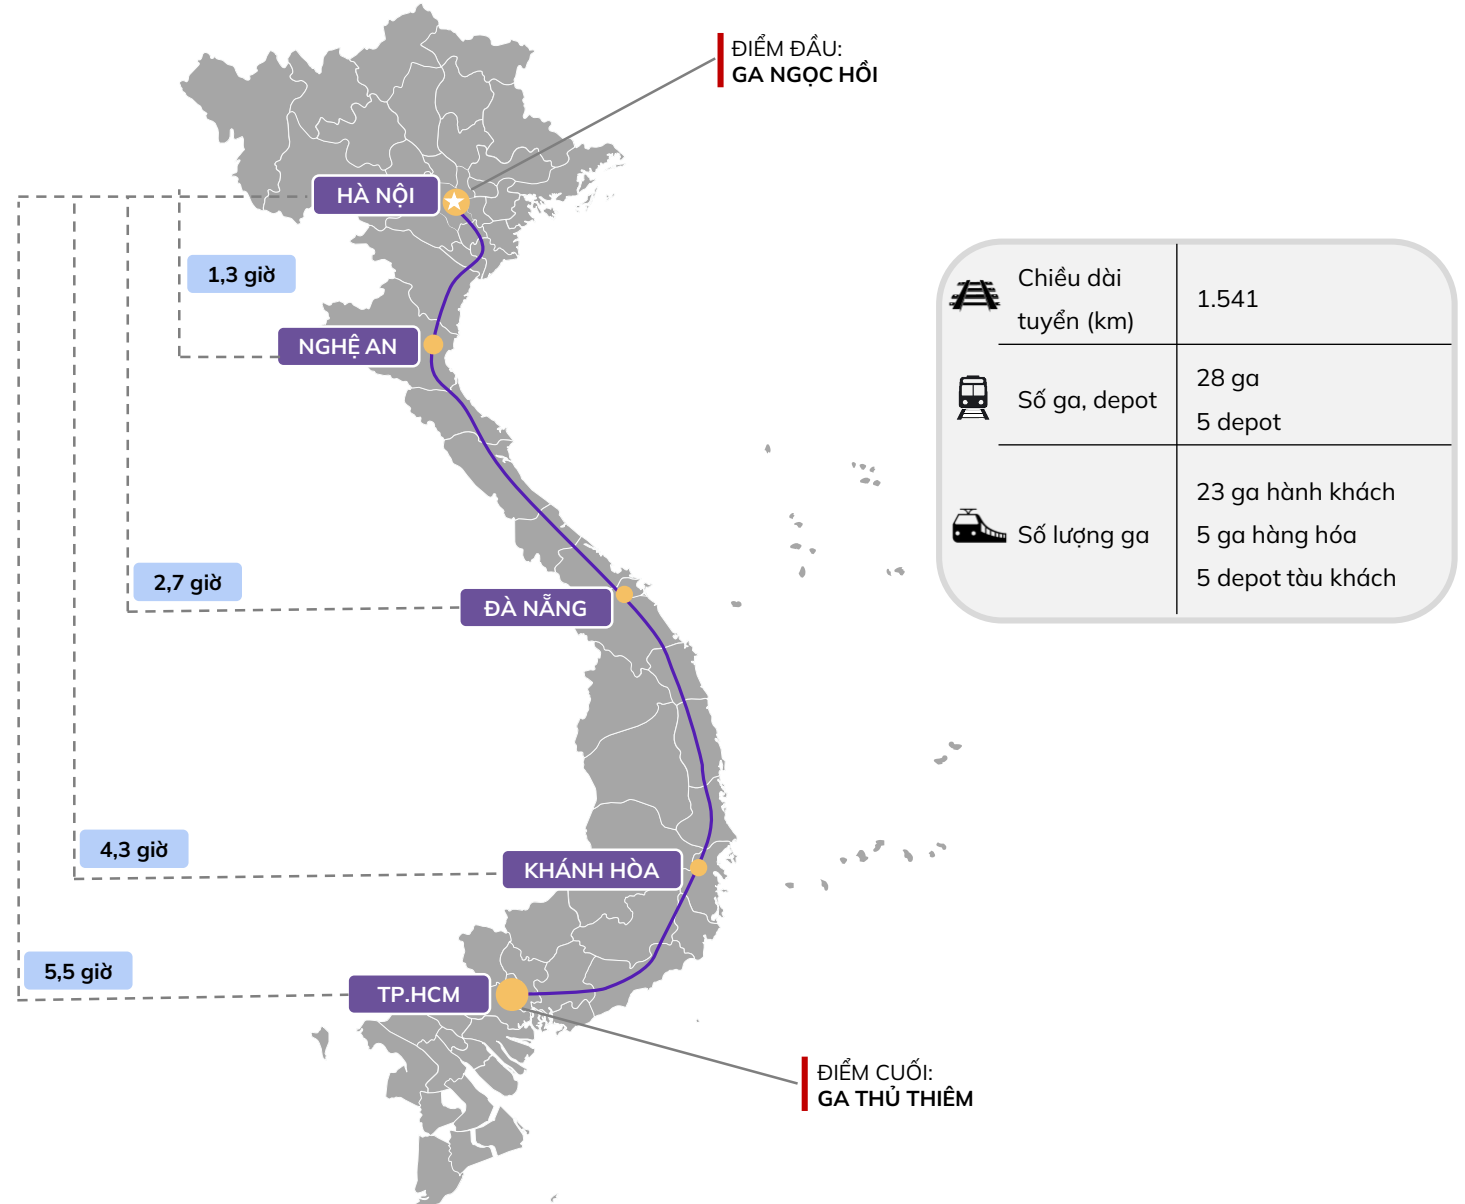 ĐIỂM ĐẦU:
GA NGỌC HỒI
HÀ NỘI
1,3 giờ
NGHỆ AN
2,7 giờ
ĐÀ NẴNG
4,3 giờ
KHÁNH HÒA
5,5 giờ
TP.HCM
ĐIỂM CUỐI:
GA THỦ THIÊM
Chiều dài
tuyển (km)
1.541
Số ga, depot
28 ga
5 depot
Số lượng ga
23 ga hành khách
5 ga hàng hóa
5 depot tàu khách